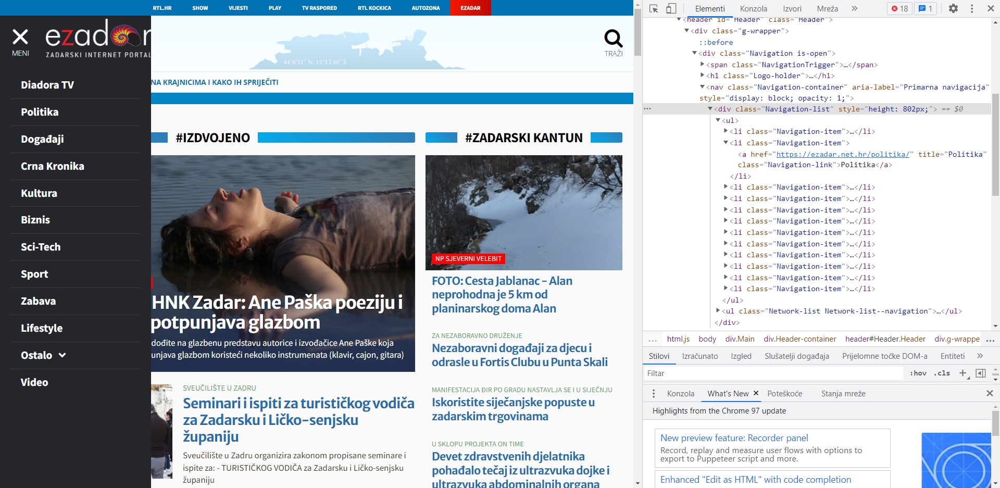 RTL.HR SHOW VIJESTI PLAY TV RASPORED RTL KOCKICA AUTOZONA EZADAR
MENI
ezador
ZADARSKI INTERNET PORTAL
44°6'51" N, 15°13'40" E
TRAŽI
NA KRAJNICIMA I KAKO IH SPRIJEČITI
Diadora TV
Politika
Događaji
Crna Kronika
Kultura
Biznis
Sci-Tech
Sport
Zabava
Lifestyle
Ostalo
Video
#IZDVOJENO
HNK Zadar: Ane Paška poeziju i
potpunjava glazbom
dođite na glazbenu predstavu autorice i izvođačice Ane Paške koja
unjava glazbom koristeći nekoliko instrumenata (klavir, cajon, gitara)
SVEUČILIŠTE U ZADRU
Seminari i ispiti za turističkog vodiča
za Zadarsku i Ličko-senjsku
županiju
Sveučilište u Zadru organizira zakonom propisane seminare i
ispite za: - TURISTIČKOG VODIČA za Zadarsku i Ličko-senjsku
županiju
#ZADARSKI KANTUN
NP SJEVERNI VELEBIT
FOTO: Cesta Jablanac - Alan
neprohodna je 5 km od
planinarskog doma Alan
ZA NEZABORAVNO DRUŽENJE
Nezaboravni događaji za djecu i
odrasle u Fortis Clubu u Punta Skali
MANIFESTACIJA ĐIR PO GRADU NASTAVLJA SE I U SIJEČNJU
Iskoristite siječanjske popuste u
zadarskim trgovinama
U SKLOPU PROJEKTA ON TIME
Devet zdravstvenih djelatnika
pohađalo tečaj iz ultrazvuka dojke i
ultrazvuka abdominalnih organa
Elementi Konzola Izvori Mreža » 18 1
<header id="Header" class="Header">
<div class="g-wrapper">
::before
<div class="Navigation is-open">
<span class="NavigationTrigger">…</span>
<h1 class="Logo-holder">…</h1>
<nav class="Navigation-container" aria-label="Primarna navigacija"
style="display: block; opacity: 1;">
<div class="Navigation-list" style="height: 802px;"> == $0
<ul>
<li class="Navigation-item">…</li>
<li class="Navigation-item">
<a href="https://ezadar.net.hr/politika/" title="Politika"
class="Navigation-link">Politika</a>
</li>
<li class="Navigation-item">…</li>
<li class="Navigation-item">…</li>
<li class="Navigation-item">…</li>
<li class="Navigation-item">…</li>
<li class="Navigation-item">…</li>
<li class="Navigation-item">…</li>
<li class="Navigation-item">…</li>
<li class="Navigation-item">…</li>
<li class="Navigation-item">…</li>
<li class="Navigation-item">…</li>
</ul>
<ul class="Network-list Network-list--navigation">…</ul>
</div>
... html.js body div.Main div.Header-container header#Header.Header div.g-wrappe ...
Stilovi Izračunato Izgled Slušatelji događaja Prijelomne točke DOM-a Entiteti »
Filtar :hov .cls +
Konzola What's New Poteškoće Stanja mreže
Highlights from the Chrome 97 update
New preview feature: Recorder panel
Record, replay and measure user flows with options to
export to Puppeteer script and more.
Enhanced "Edit as HTML" with code completion